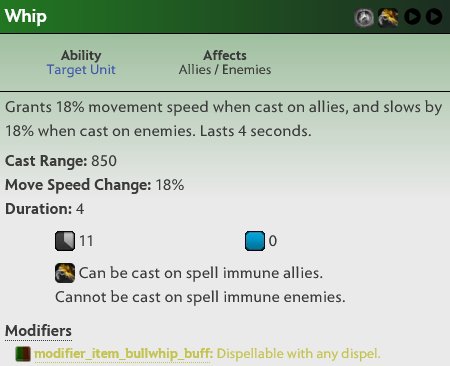 Whip
Ability
Target Unit
Affects
Allies / Enemies
Grants 18% movement speed when cast on allies, and slows by
18% when cast on enemies. Lasts 4 seconds.
Cast Range: 850
Move Speed Change: 18%
Duration: 4
11
0
Can be cast on spell immune allies.
Cannot be cast on spell immune enemies.
Modifiers
modifier_item_bullwhip_buff: Dispellable with any dispel.